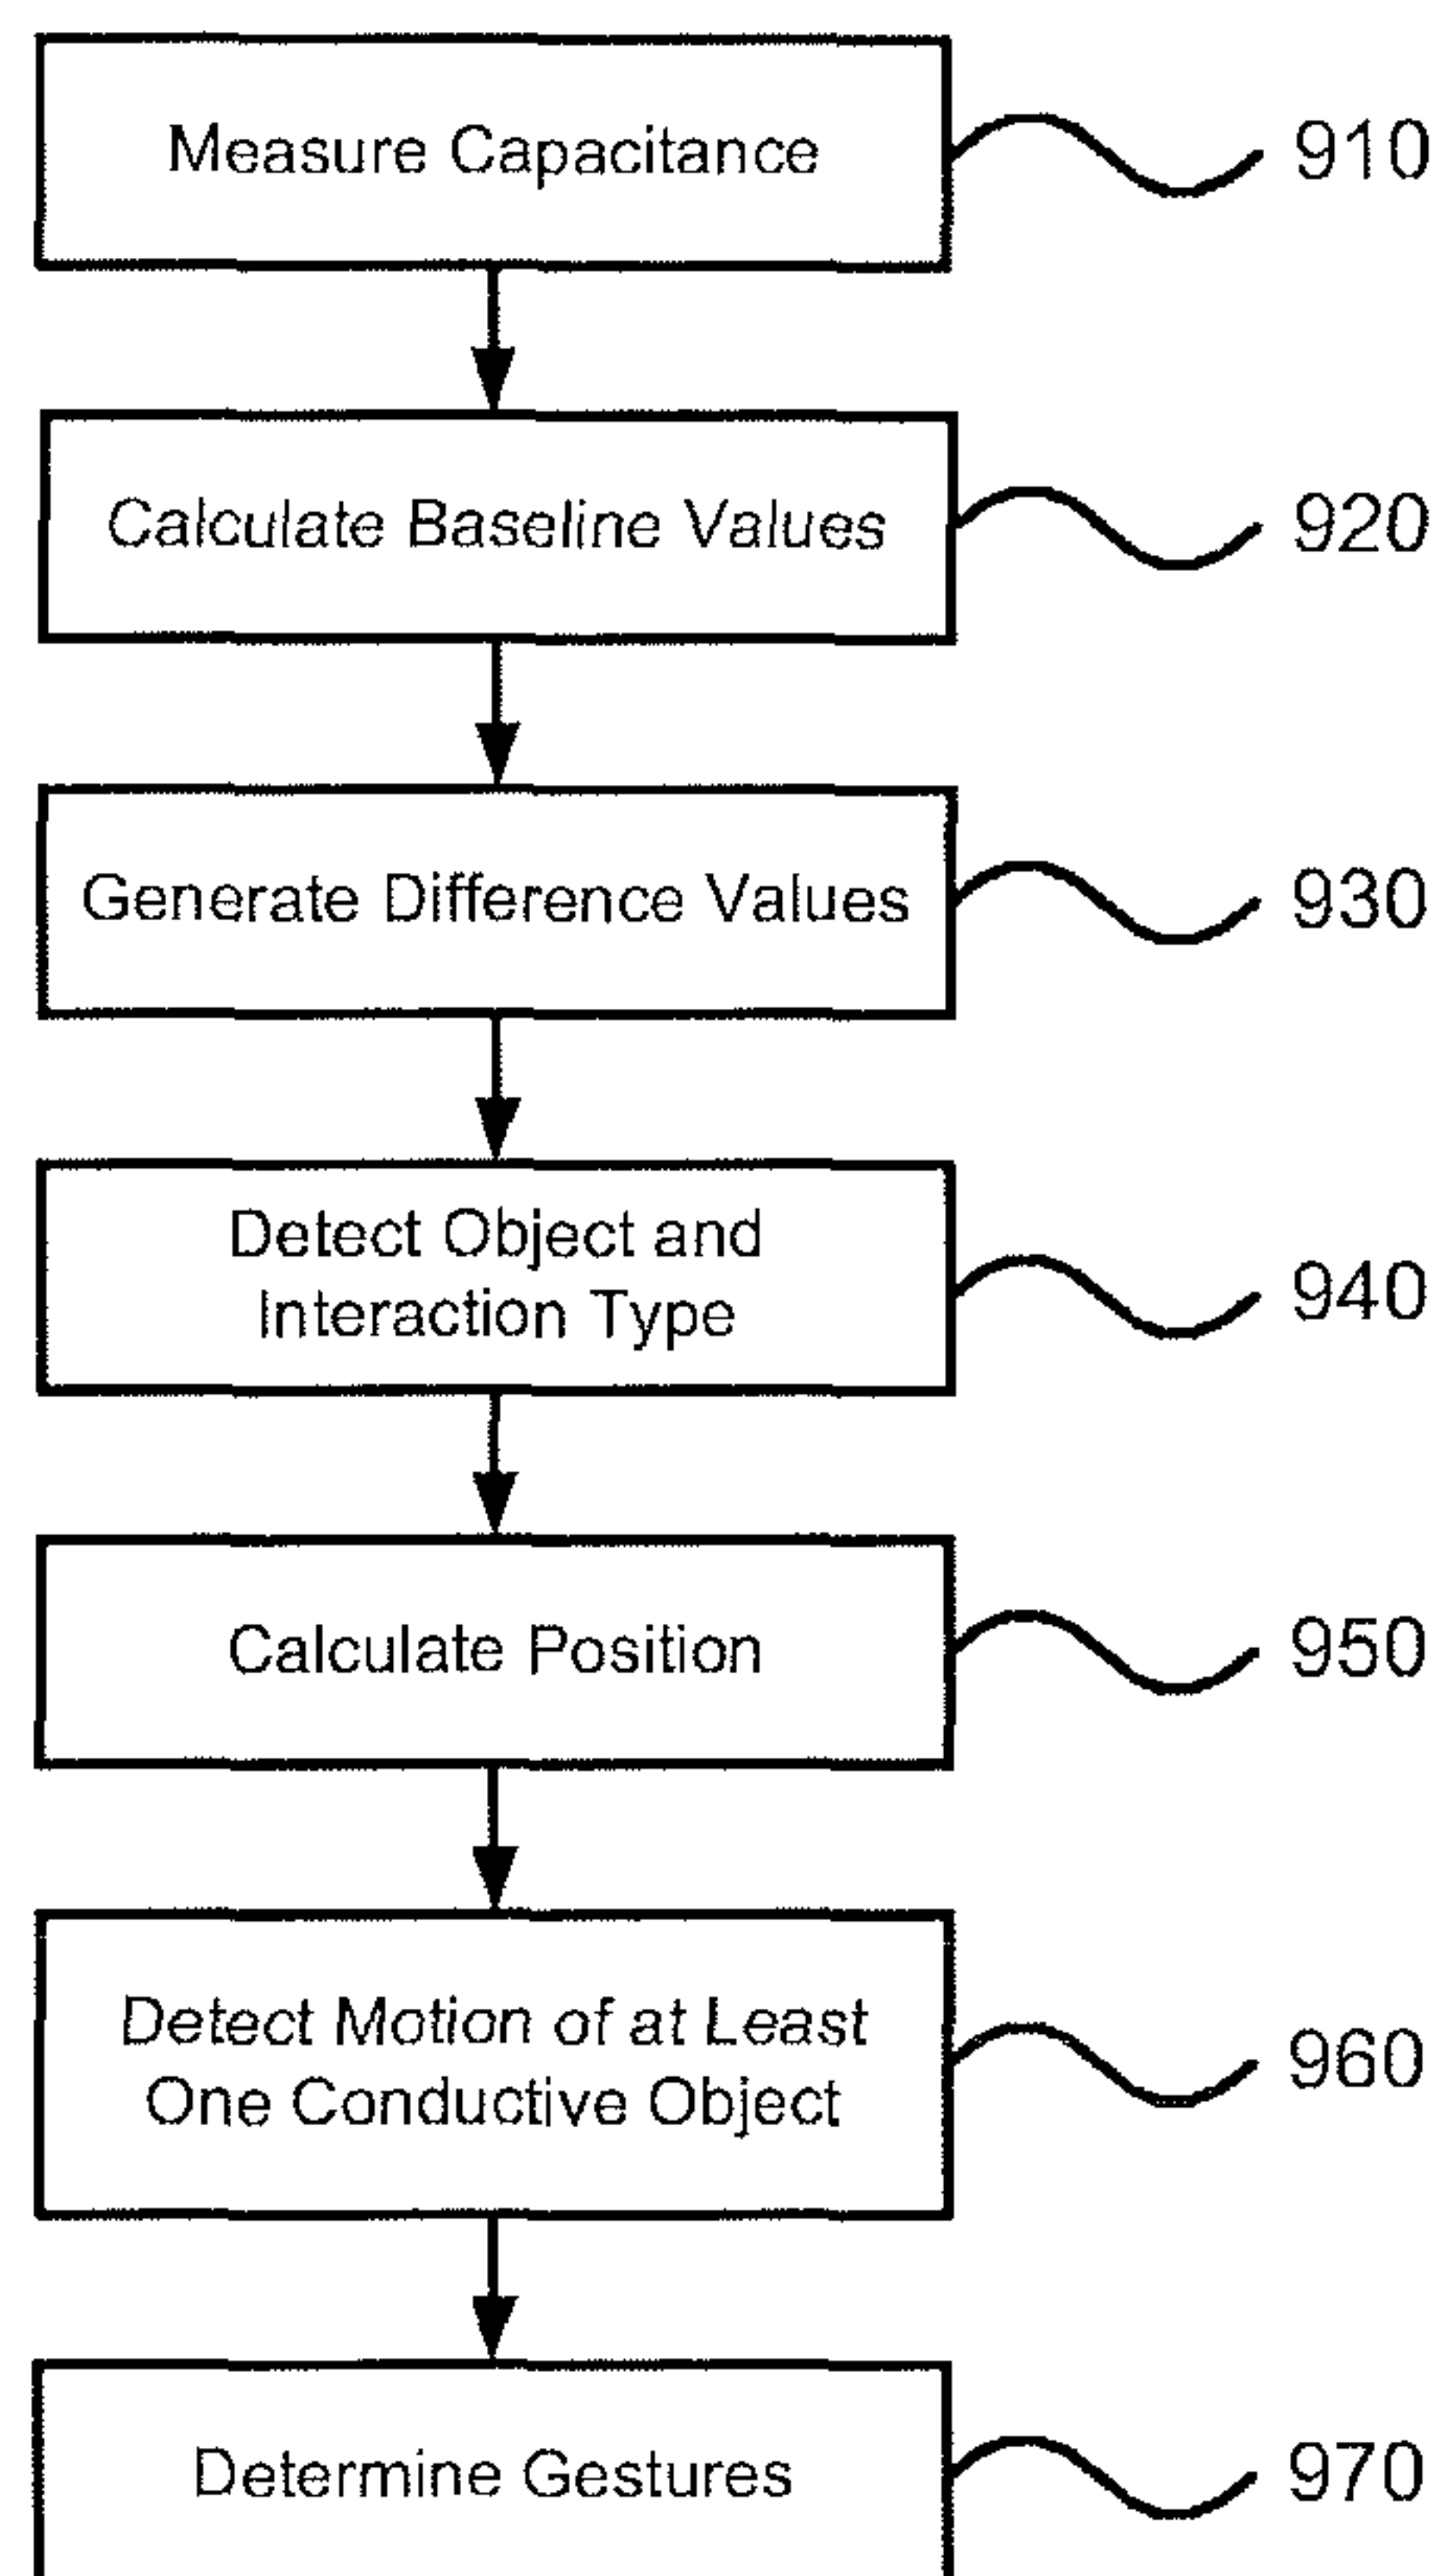 Measure Capacitance
910
Calculate Baseline Values
920
Generate Difference Values
930
Detect Object and
Interaction Type
940
Calculate Position
950
Detect Motion of at Least
One Conductive Object
960
Determine Gestures
970